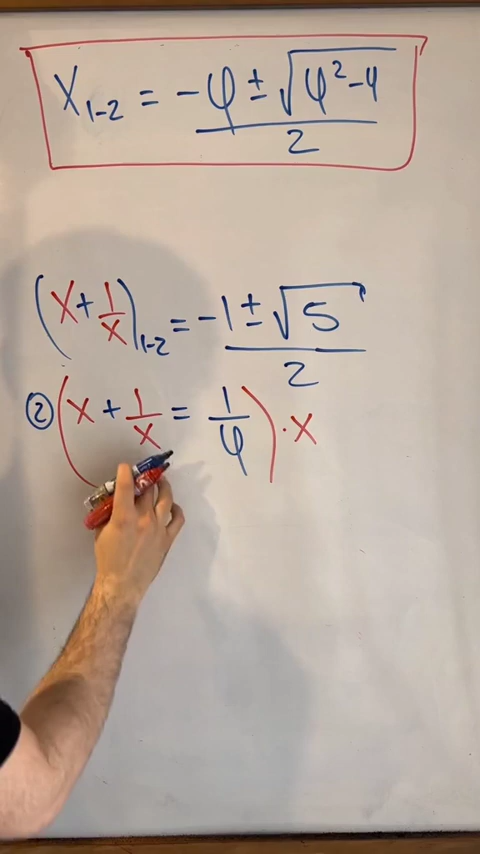 X₁₋₂ = -φ ± √(φ² - 4) / 2
(x + 1/x)₁₋₂ = -1 ± √5 / 2
② (x + 1/x = 1/φ) · x